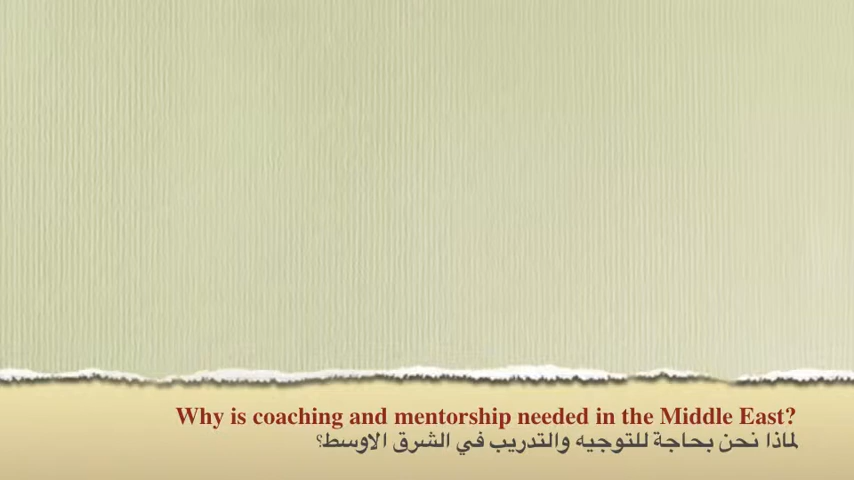 Why is coaching and mentorship needed in the Middle East?
لماذا نحن بحاجة للتوجيه والتدريب في الشرق الاوسط؟